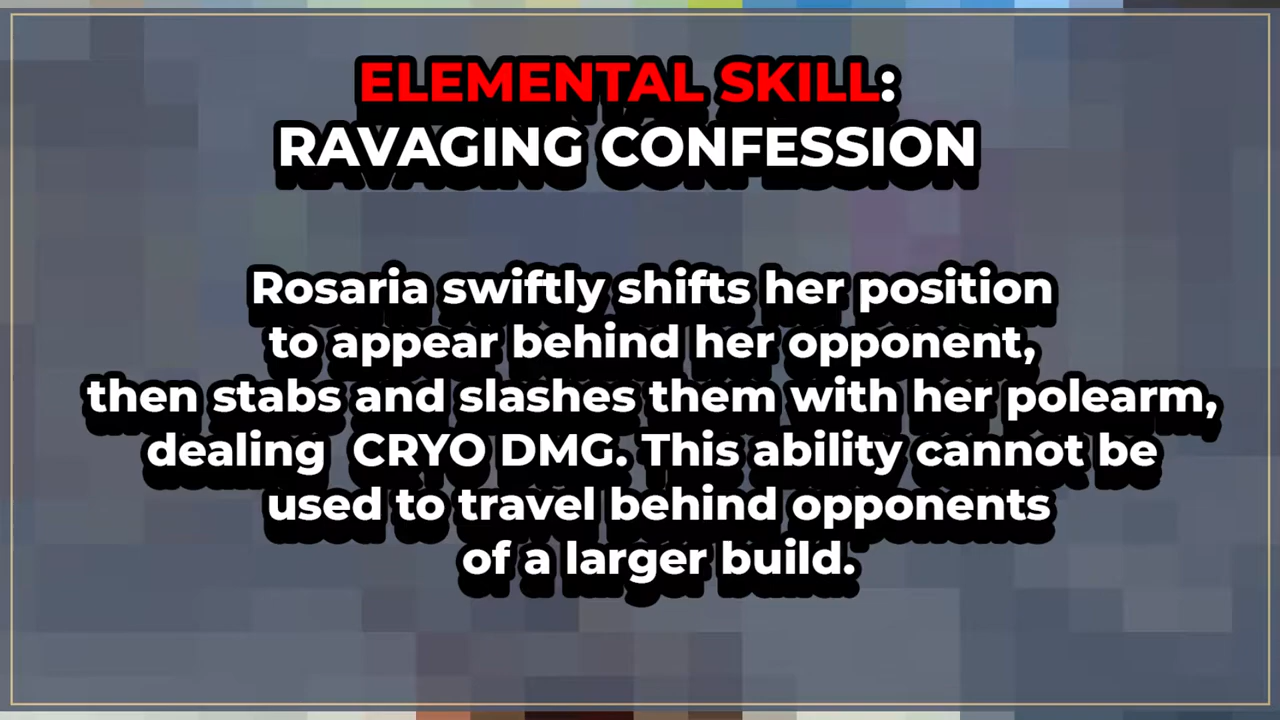 ELEMENTAL SKILL:
RAVAGING CONFESSION
Rosaria swiftly shifts her position
to appear behind her opponent,
then stabs and slashes them with her polearm,
dealing  CRYO DMG. This ability cannot be
used to travel behind opponents
of a larger build.